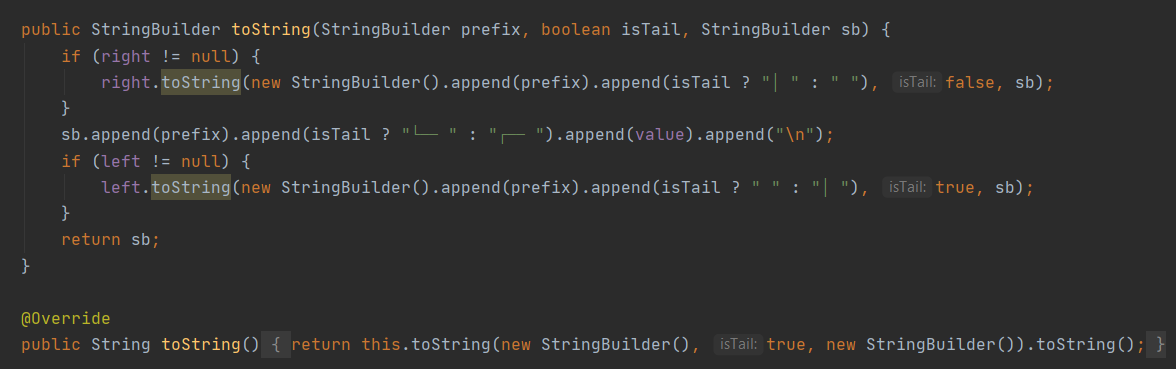 public StringBuilder toString(StringBuilder prefix, boolean isTail, StringBuilder sb) {
    if (right != null) {
        right.toString(new StringBuilder().append(prefix).append(isTail ? "│ " : " "), isTail: false, sb);
    }
    sb.append(prefix).append(isTail ? "└── " : "┌── ").append(value).append("\n");
    if (left != null) {
        left.toString(new StringBuilder().append(prefix).append(isTail ? " " : "│ "), isTail: true, sb);
    }
    return sb;
}
@Override
public String toString() { return this.toString(new StringBuilder(), isTail: true, new StringBuilder()).toString(); }